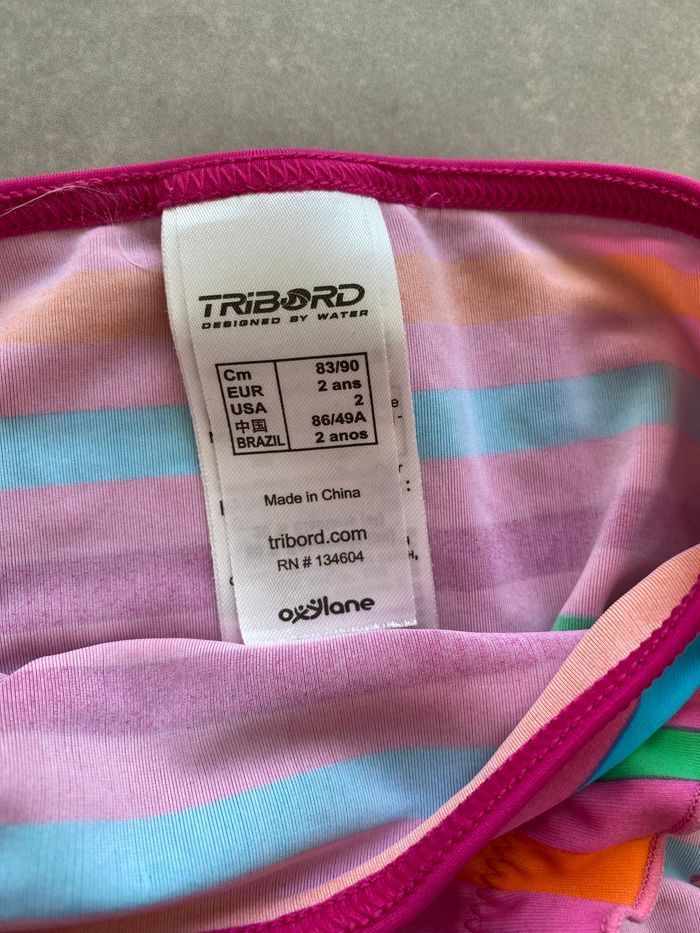 TRIBORD
DESIGNED BY WATER
Cm 83/90
EUR 2 ans
USA 2
中国 86/49A
BRAZIL 2 anos
Made in China
tribord.com
RN # 134604
oxylane